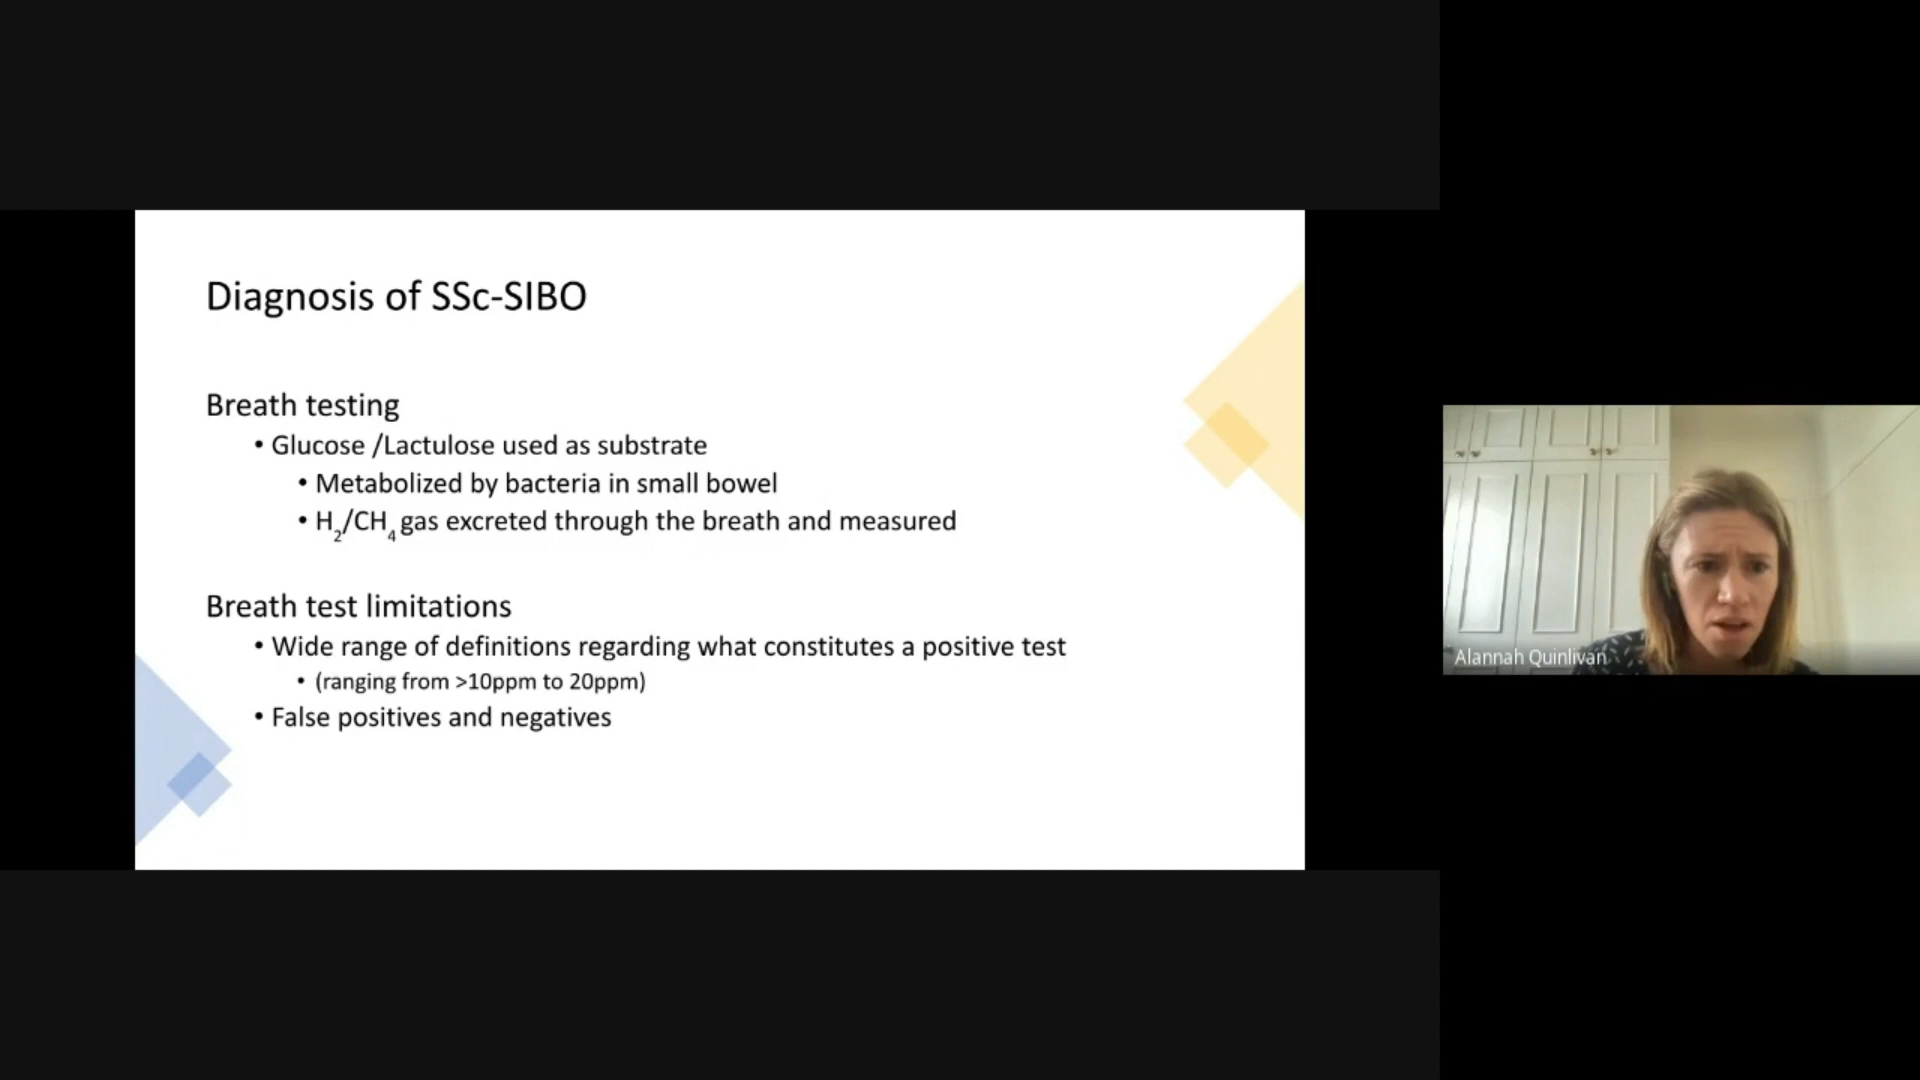 Diagnosis of SSc-SIBO
Breath testing
• Glucose /Lactulose used as substrate
• Metabolized by bacteria in small bowel
• H2/CH4 gas excreted through the breath and measured
Breath test limitations
• Wide range of definitions regarding what constitutes a positive test
• (ranging from >10ppm to 20ppm)
• False positives and negatives
Alannah Quinlivan